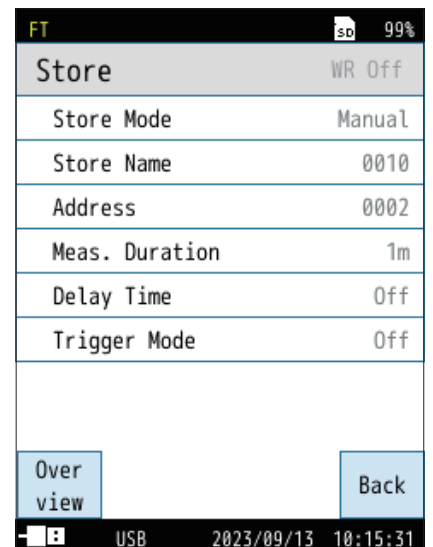 FT SD 99%
Store WR Off
Store Mode Manual
Store Name 0010
Address 0002
Meas. Duration 1m
Delay Time Off
Trigger Mode Off
Over
view
Back
USB 2023/09/13 10:15:31